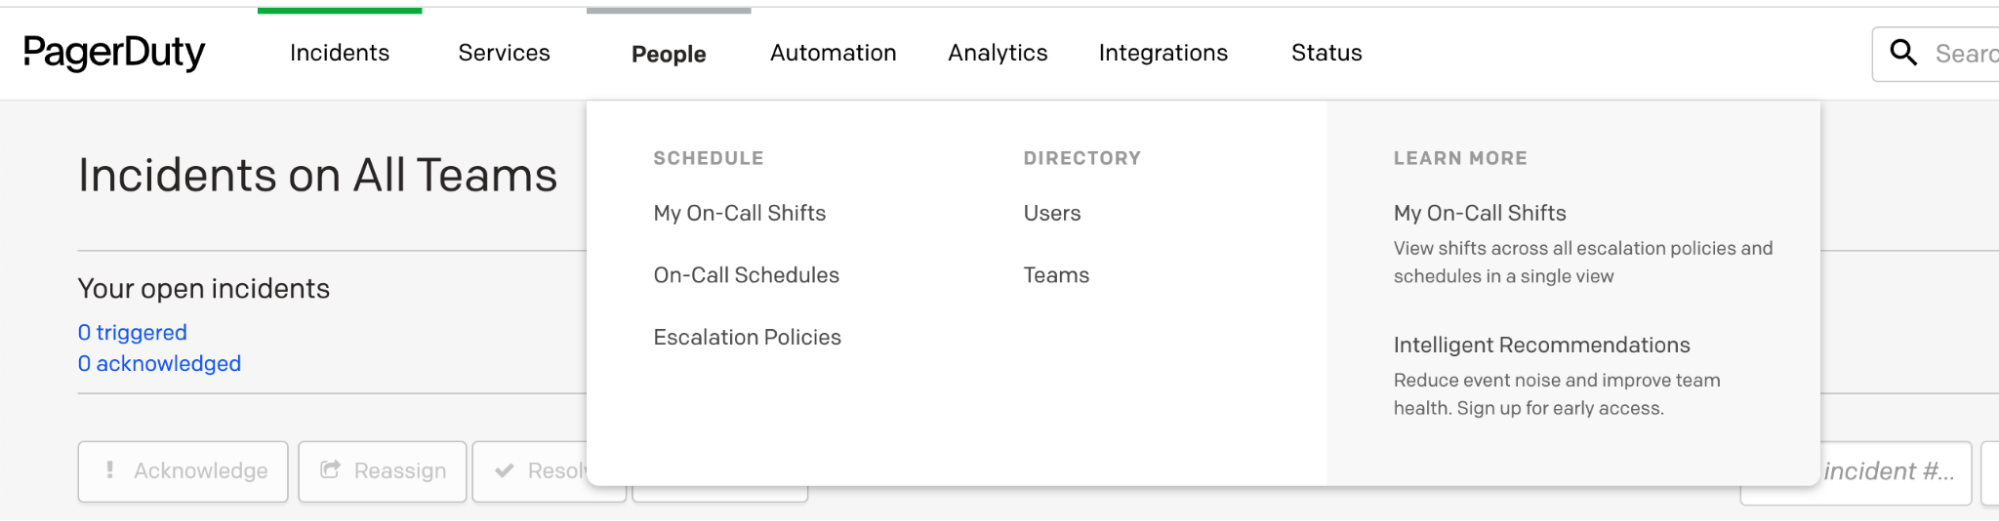 PagerDuty
Incidents
Services
People
Automation
Analytics
Integrations
Status
Incidents on All Teams
Your open incidents
0 triggered
0 acknowledged
! Acknowledge
Reassign
SCHEDULE
My On-Call Shifts
On-Call Schedules
Escalation Policies
DIRECTORY
Users
Teams
LEARN MORE
My On-Call Shifts
View shifts across all escalation policies and
schedules in a single view
Intelligent Recommendations
Reduce event noise and improve team
health. Sign up for early access.
incident #...